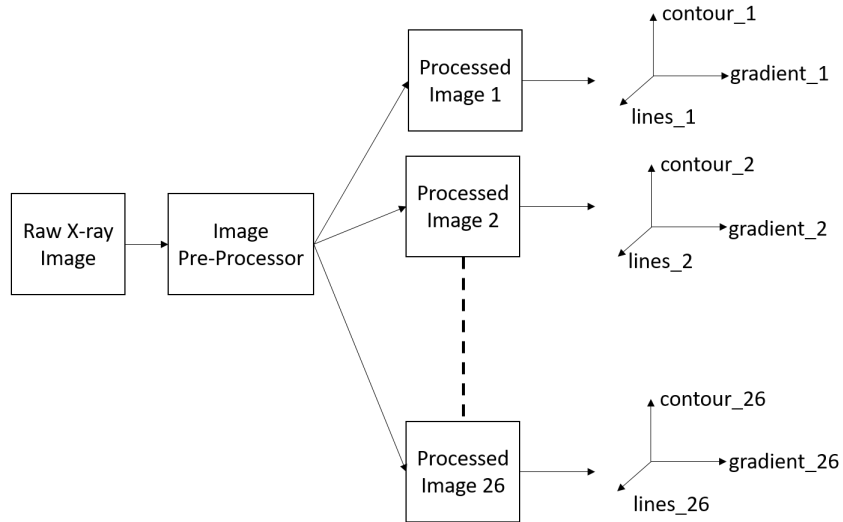 Raw X-ray
Image
Image
Pre-Processor
Processed
Image 1
contour_1
gradient_1
lines_1
Processed
Image 2
contour_2
gradient_2
lines_2
Processed
Image 26
contour_26
gradient_26
lines_26